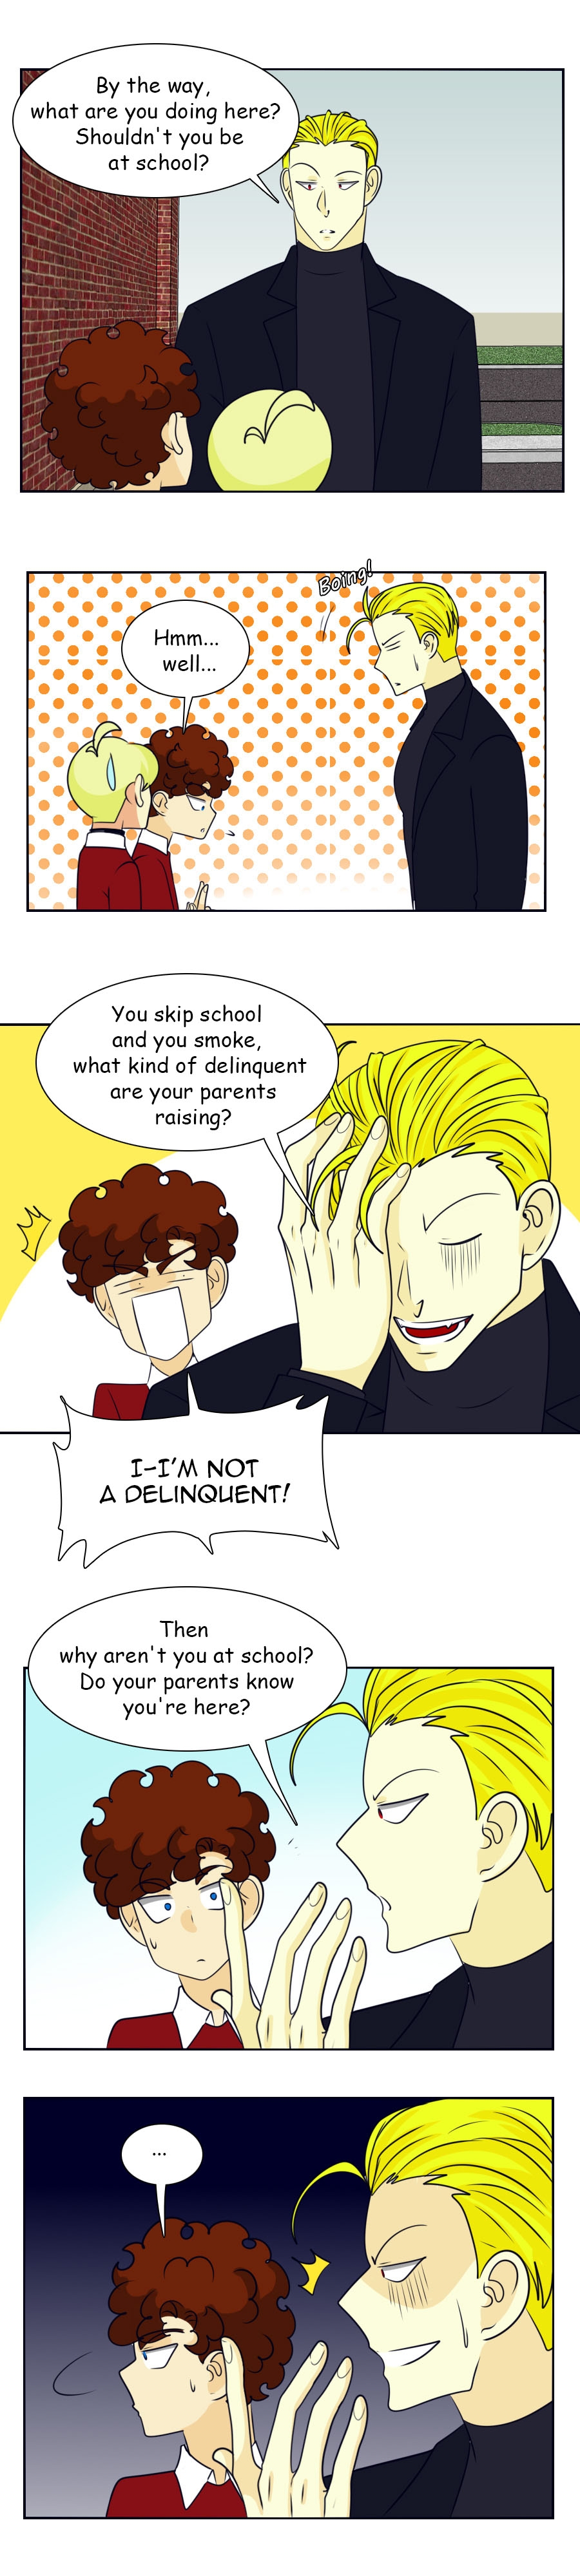 By the way,
what are you doing here?
Shouldn't you be
at school?
Boing!
Hmm...
well...
You skip school
and you smoke,
what kind of delinquent
are your parents
raising?
I-I'M NOT
A DELINQUENT!
Then
why aren't you at school?
Do your parents know
you're here?
...